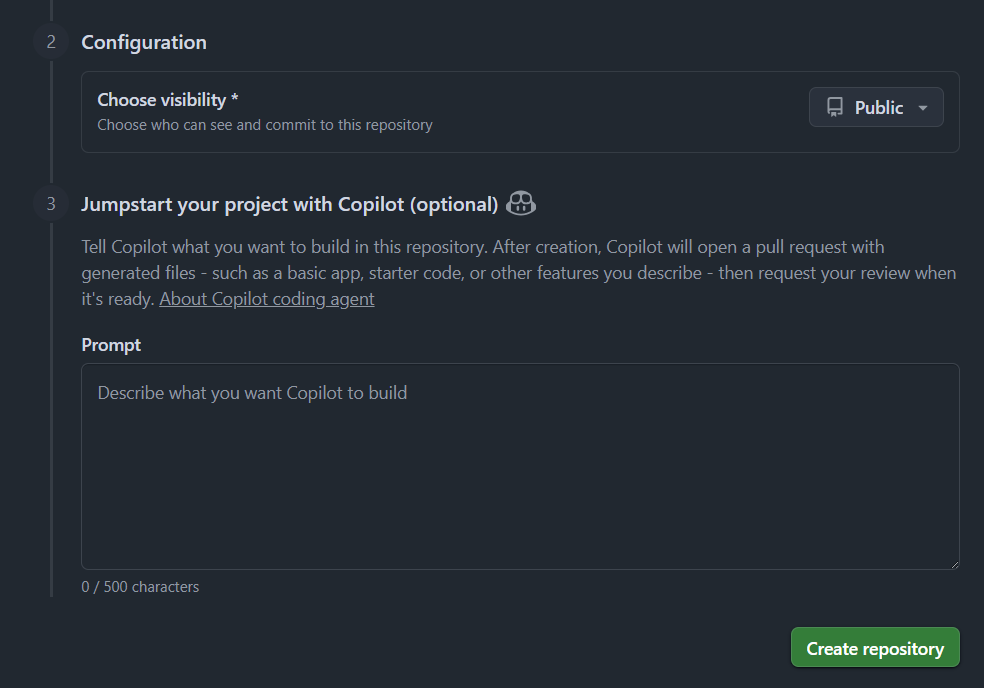 2
Configuration
Choose visibility *
Choose who can see and commit to this repository
Public
3
Jumpstart your project with Copilot (optional)
Tell Copilot what you want to build in this repository. After creation, Copilot will open a pull request with
generated files - such as a basic app, starter code, or other features you describe - then request your review when
it's ready. About Copilot coding agent
Prompt
Describe what you want Copilot to build
0 / 500 characters
Create repository